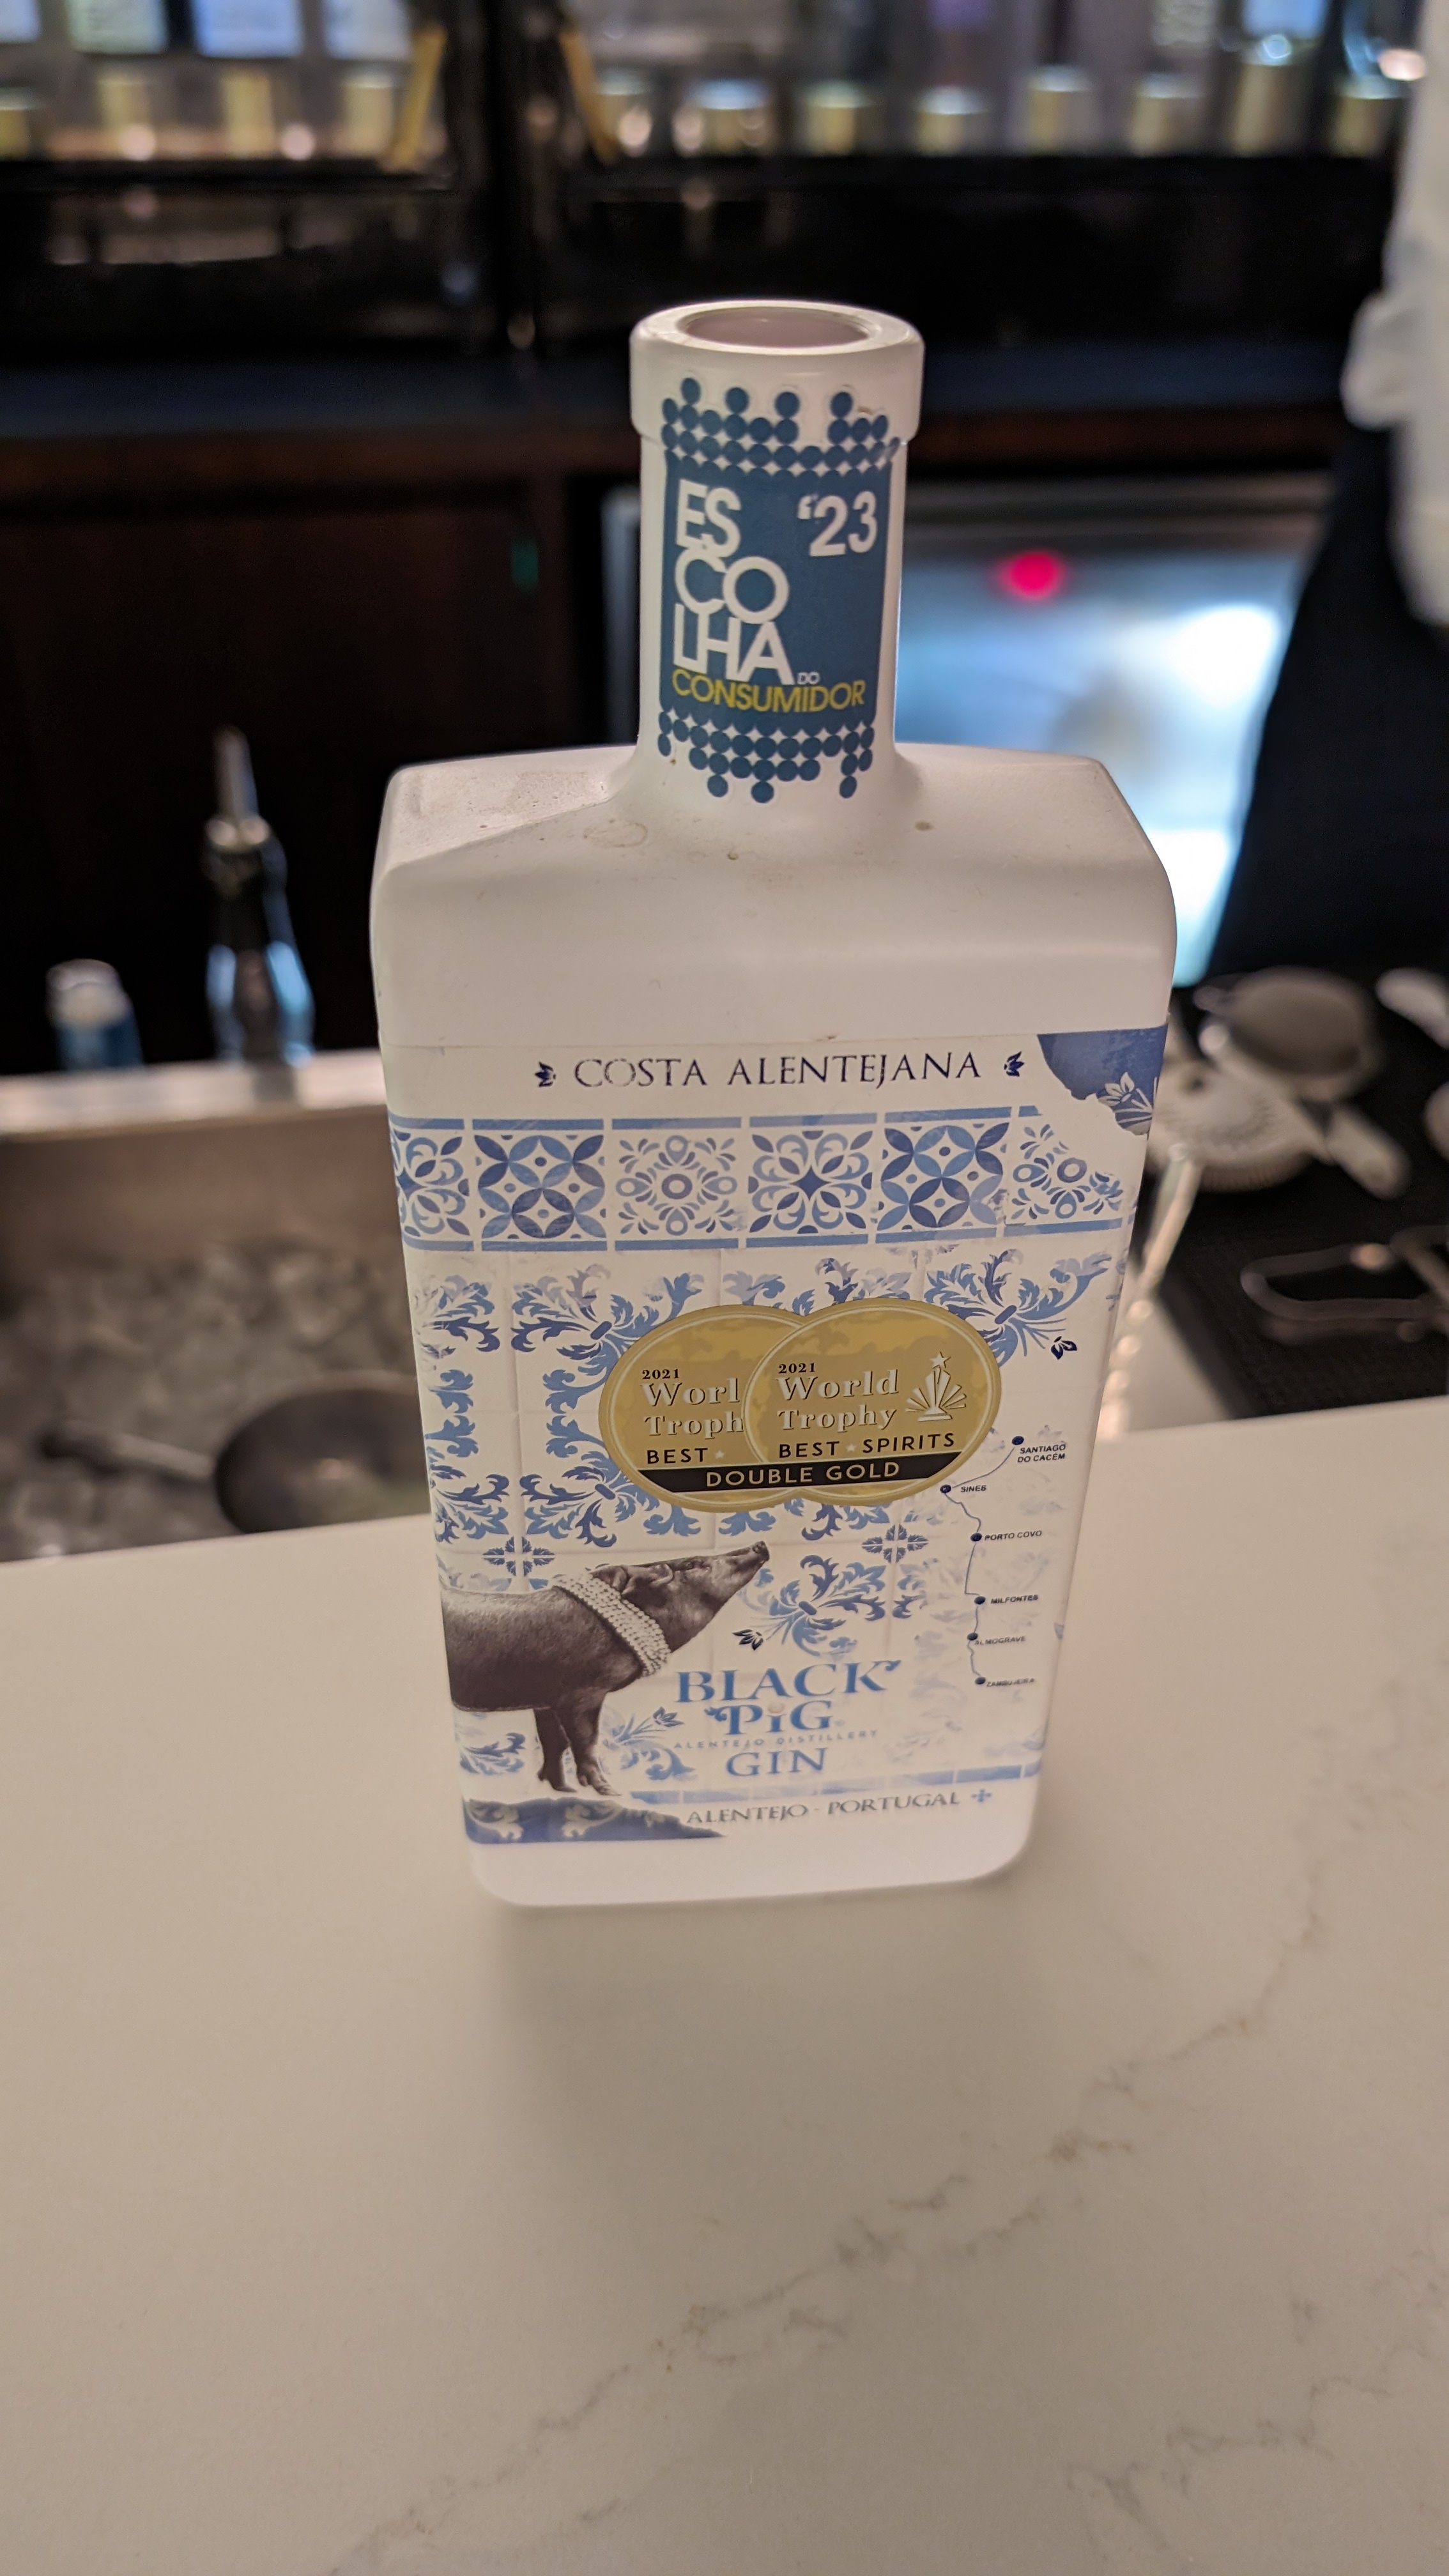 ES '23
CO
LHA DO
CONSUMIDOR
COSTA ALENTEJANA
2021
Worl
Troph
BEST
2021
World
Trophy
BEST SPIRITS
DOUBLE GOLD
SANTIAGO
DO CACÉM
SINES
PORTO COVO
MILFONTES
ALMOGRAVE
ZAMBUJEIRA
BLACK
PiG
ALENTEJO DISTILLERY
GIN
ALENTEJO - PORTUGAL